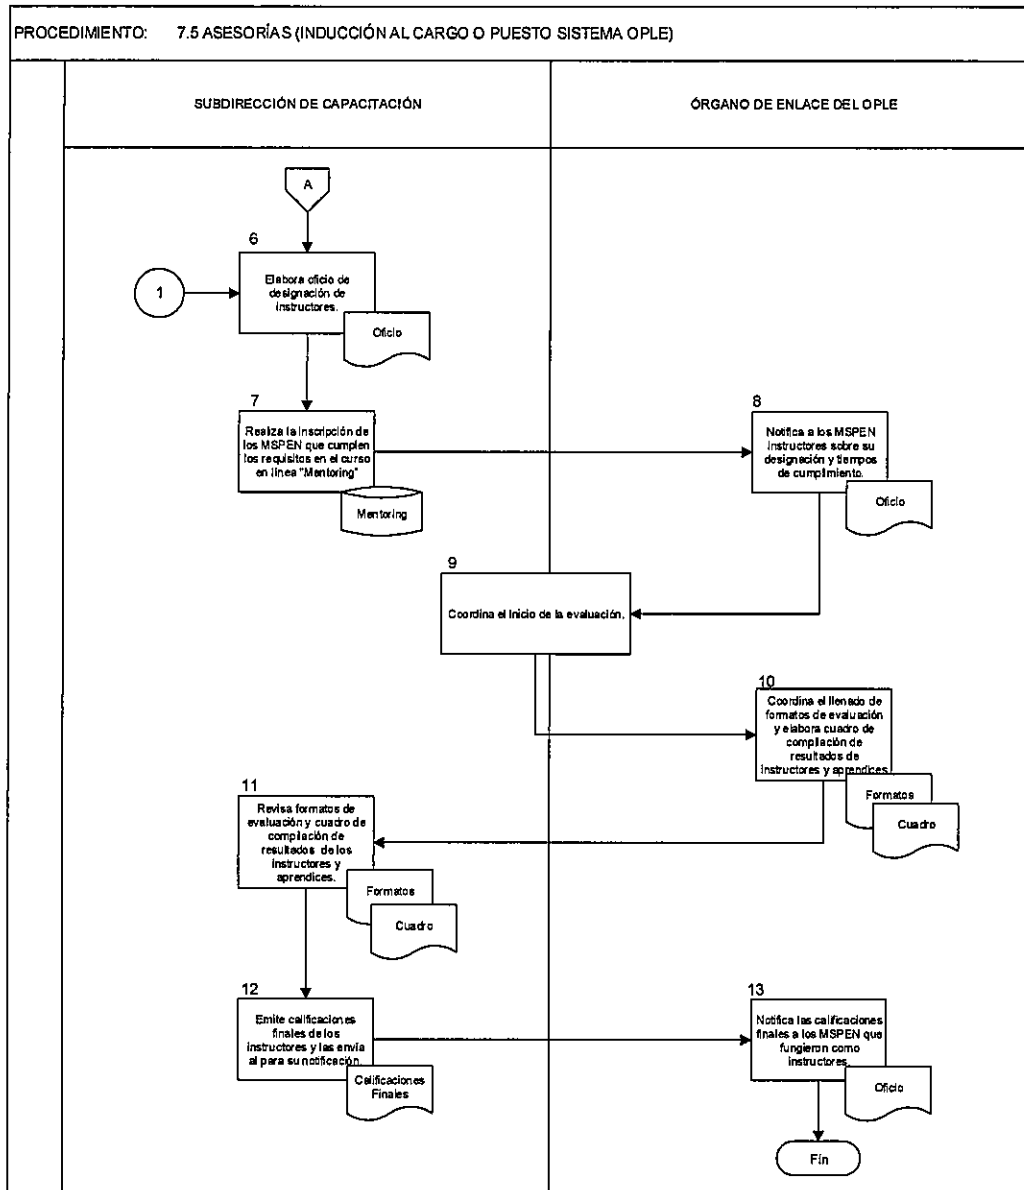 PROCEDIMIENTO: 7.5 ASESORÍAS (INDUCCIÓN AL CARGO O PUESTO SISTEMA OPLE)
SUBDIRECCIÓN DE CAPACITACIÓN
ÓRGANO DE ENLACE DEL OPLE
A
6
1
Elabora oficio de
designación de
instructores.
Oficio
7
Realiza la inscripción de
los MSPEN que cumplen
los requisitos en el curso
en línea "Mentoring"
Mentoring
8
Notifica a los MSPEN
instructores sobre su
designación y tiempos
de cumplimiento.
Oficio
9
Coordina el inicio de la evaluación.
10
Coordina el llenado de
formatos de evaluación
y elabora cuadro de
compilación de
resultados de
instructores y aprendices
Formatos
Cuadro
11
Revisa formatos de
evaluación y cuadro de
compilación de
resultados de los
instructores y
aprendices.
Formatos
Cuadro
12
Emite calificaciones
finales de los
instructores y las envía
al para su notificación.
Calificaciones
Finales
13
Notifica las calificaciones
finales a los MSPEN que
fungieron como
instructores.
Oficio
Fin